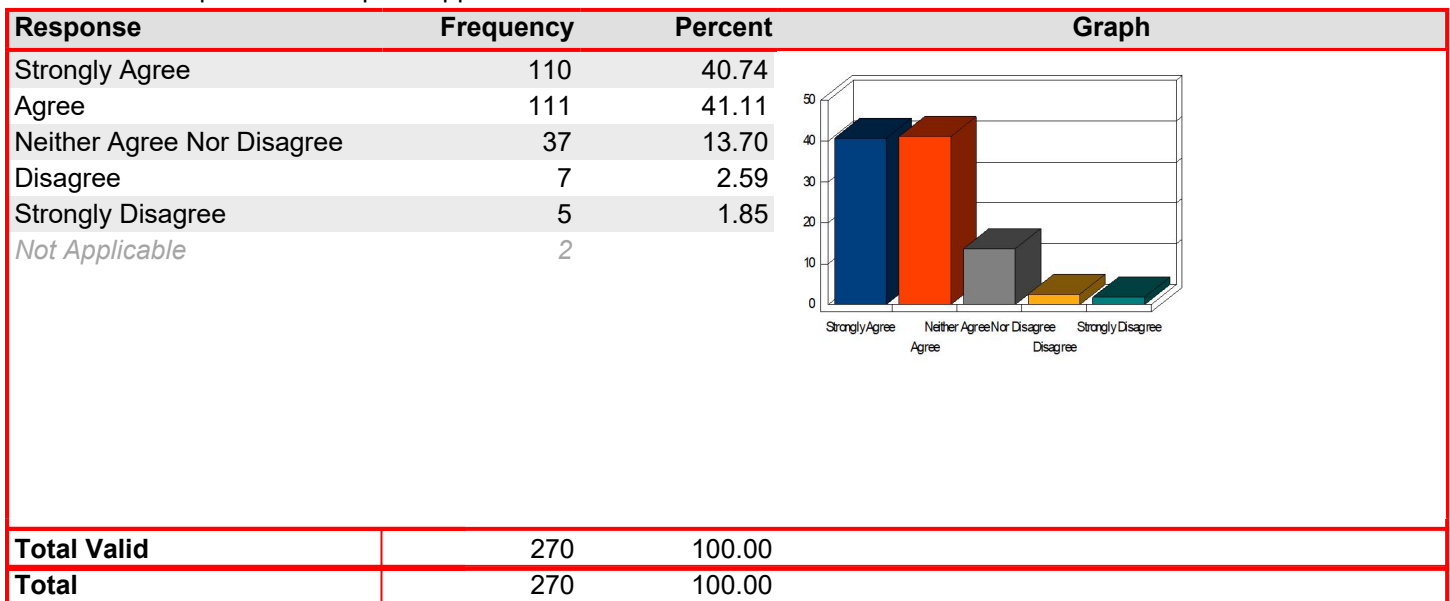 Response Frequency Percent Graph
Strongly Agree 110 40.74
Agree 111 41.11
Neither Agree Nor Disagree 37 13.70
Disagree 7 2.59
Strongly Disagree 5 1.85
Not Applicable 2
50
40
30
20
10
0
Strongly Agree Neither Agree Nor Disagree Strongly Disagree
Agree Disagree
Total Valid 270 100.00
Total 270 100.00